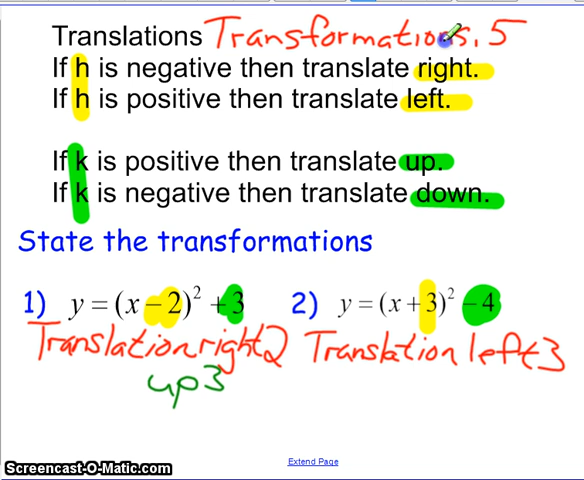 Translations Transformations. 5
If h is negative then translate right.
If h is positive then translate left.
If k is positive then translate up.
If k is negative then translate down.
State the transformations
1) y = (x − 2)² + 3 2) y = (x + 3)² − 4
Translation right 2 Translation left 3
up 3
Extend Page
Screencast-O-Matic.com